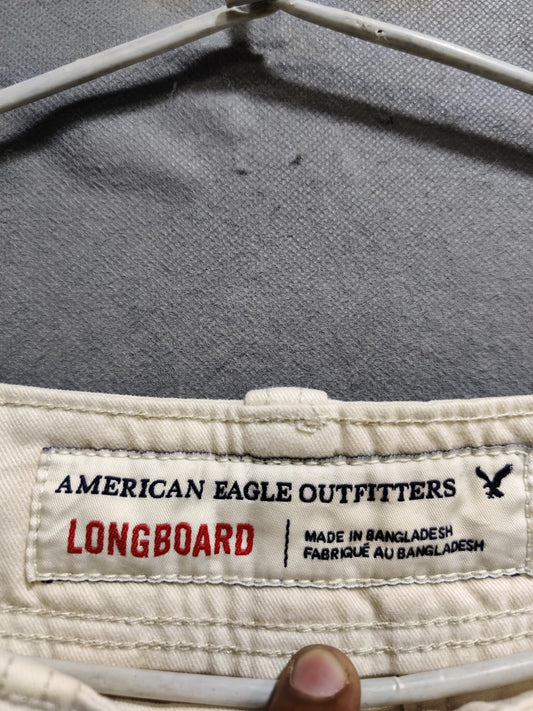 AMERICAN EAGLE OUTFITTERS
LONGBOARD
MADE IN BANGLADESH
FABRIQUÉ AU BANGLADESH